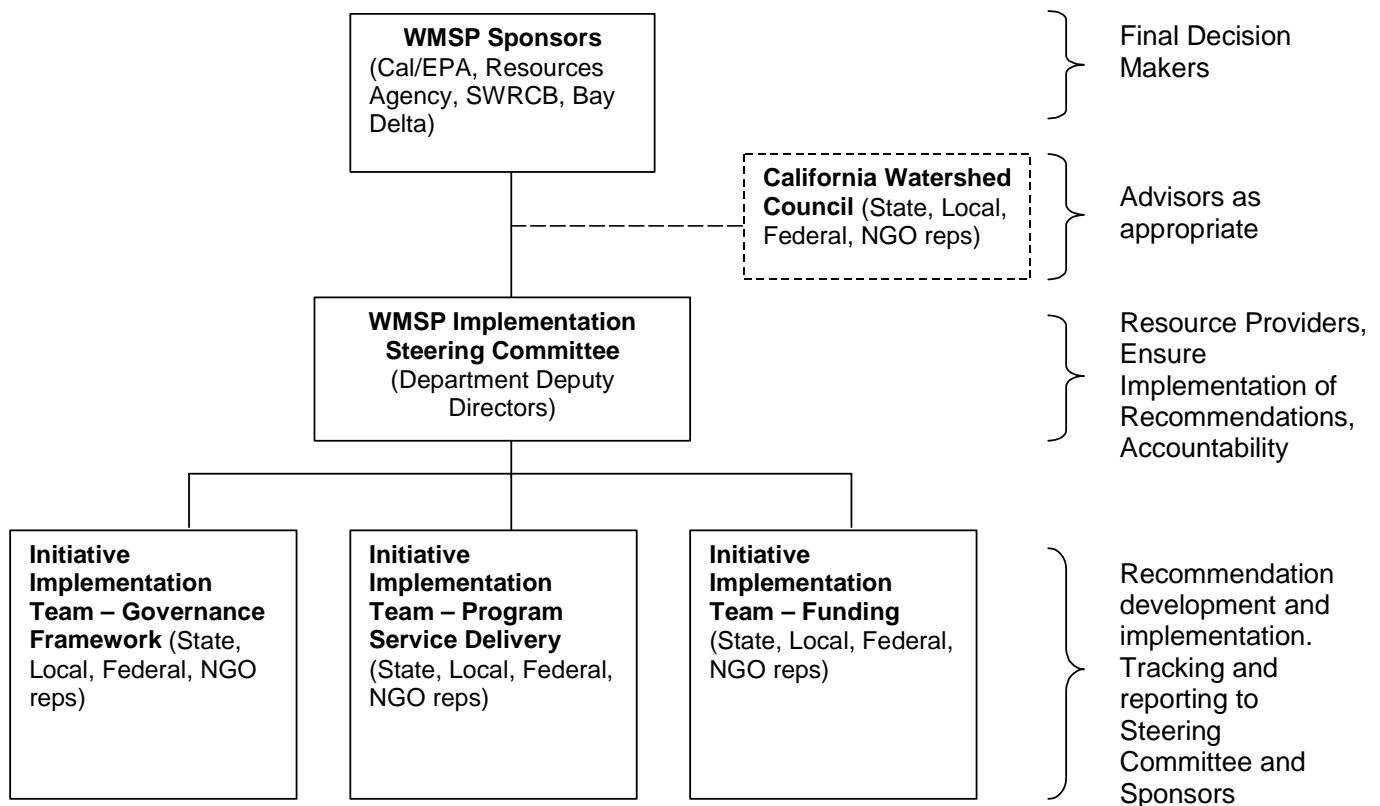 WMSP Sponsors
(Cal/EPA, Resources
Agency, SWRCB, Bay
Delta)
Final Decision
Makers
California Watershed
Council (State, Local,
Federal, NGO reps)
Advisors as
appropriate
WMSP Implementation
Steering Committee
(Department Deputy
Directors)
Resource Providers,
Ensure
Implementation of
Recommendations,
Accountability
Initiative
Implementation
Team – Governance
Framework (State,
Local, Federal, NGO
reps)
Initiative
Implementation
Team – Program
Service Delivery
(State, Local, Federal,
NGO reps)
Initiative
Implementation
Team – Funding
(State, Local, Federal,
NGO reps)
Recommendation
development and
implementation.
Tracking and
reporting to
Steering
Committee and
Sponsors